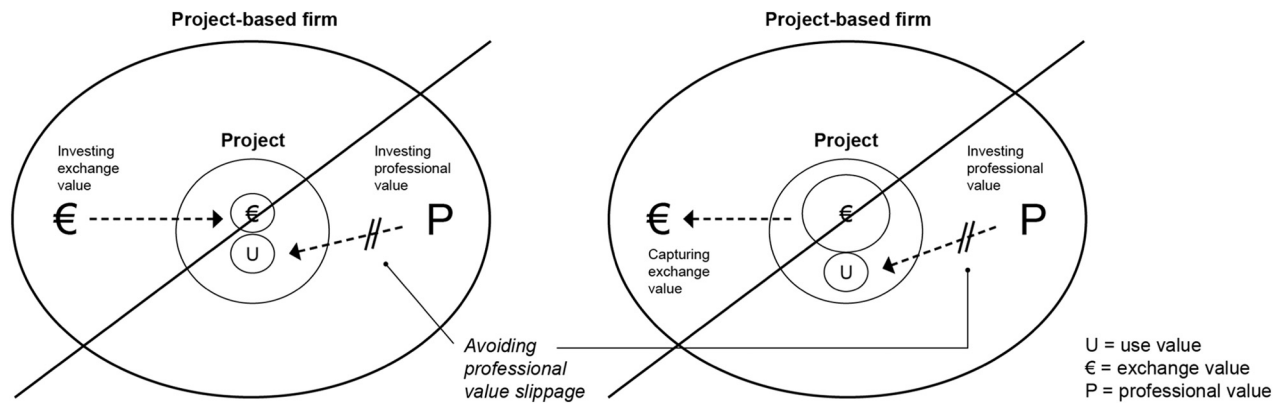 Project-based firm
Project
Investing
exchange
value
Investing
professional
value
€
€
U
P
Project-based firm
Project
Investing
professional
value
€
€
P
Capturing
exchange
value
U
Avoiding
professional
value slippage
U = use value
€ = exchange value
P = professional value